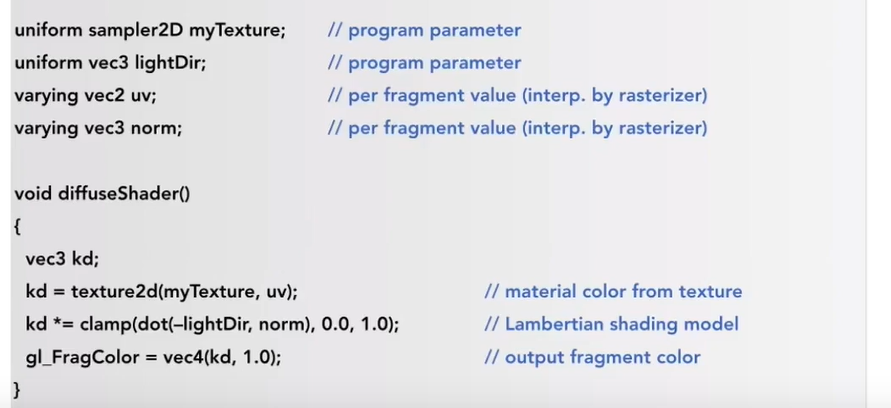 uniform sampler2D myTexture; // program parameter
uniform vec3 lightDir; // program parameter
varying vec2 uv; // per fragment value (interp. by rasterizer)
varying vec3 norm; // per fragment value (interp. by rasterizer)
void diffuseShader()
{
vec3 kd;
kd = texture2d(myTexture, uv); // material color from texture
kd *= clamp(dot(–lightDir, norm), 0.0, 1.0); // Lambertian shading model
gl_FragColor = vec4(kd, 1.0); // output fragment color
}